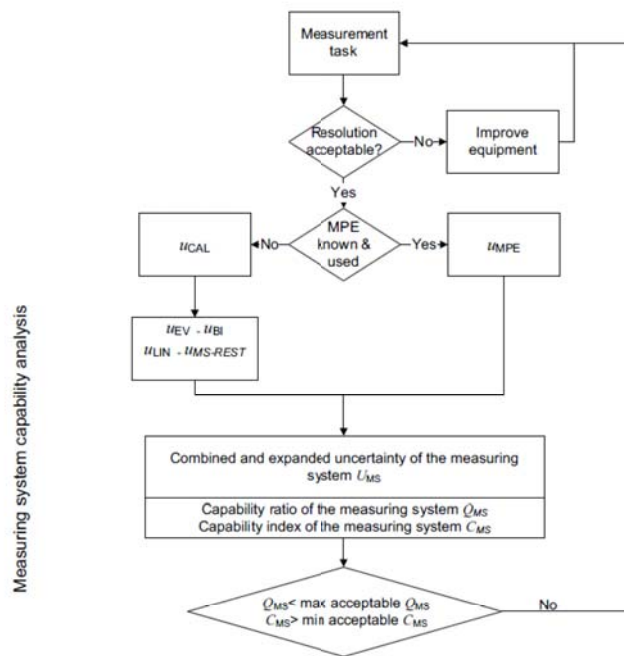 Measurement
task
Resolution
acceptable?
No
Improve
equipment
Yes
MPE
known &
used
No
Yes
uCAL
uMPE
uEV - uBI
uLIN - uMS-REST
Measuring system capability analysis
Combined and expanded uncertainty of the measuring
system UMS
Capability ratio of the measuring system QMS
Capability index of the measuring system CMS
QMS< max acceptable QMS
CMS> min acceptable CMS
No